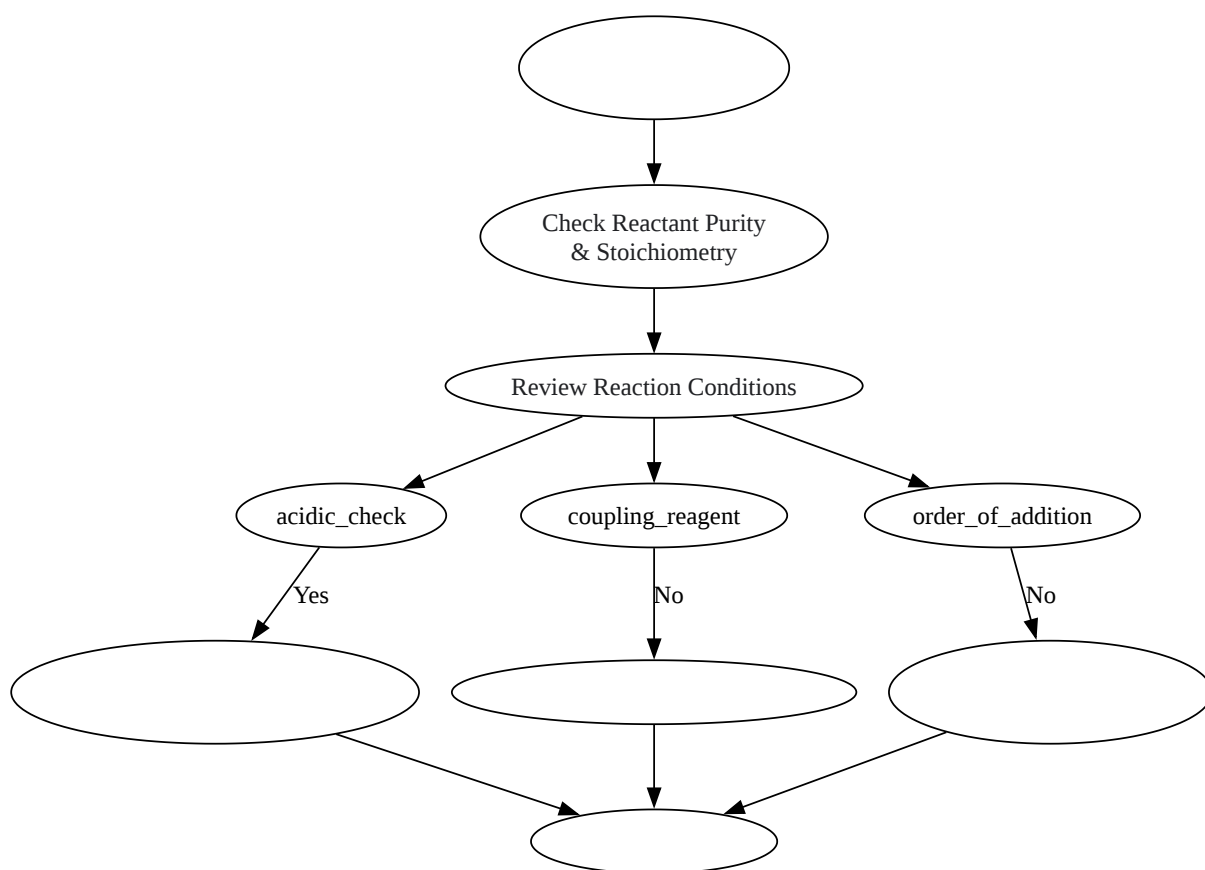 Check Reactant Purity
& Stoichiometry
Review Reaction Conditions
acidic_check
coupling_reagent
order_of_addition
Yes
No
No